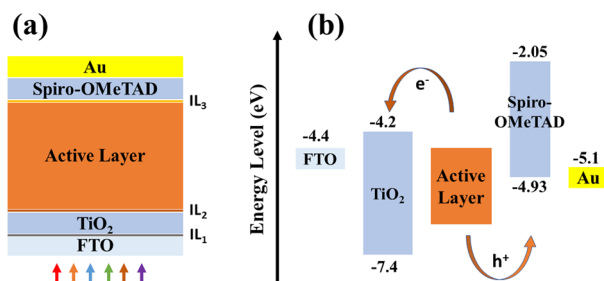 (a)
Au
Spiro-OMeTAD
IL3
Active Layer
IL2
TiO2
IL1
FTO
Energy Level (eV)
(b)
-2.05
e-
Spiro-
OMeTAD
-4.2
-4.4
FTO
TiO2
Active
Layer
-5.1
Au
-4.93
-7.4
h+